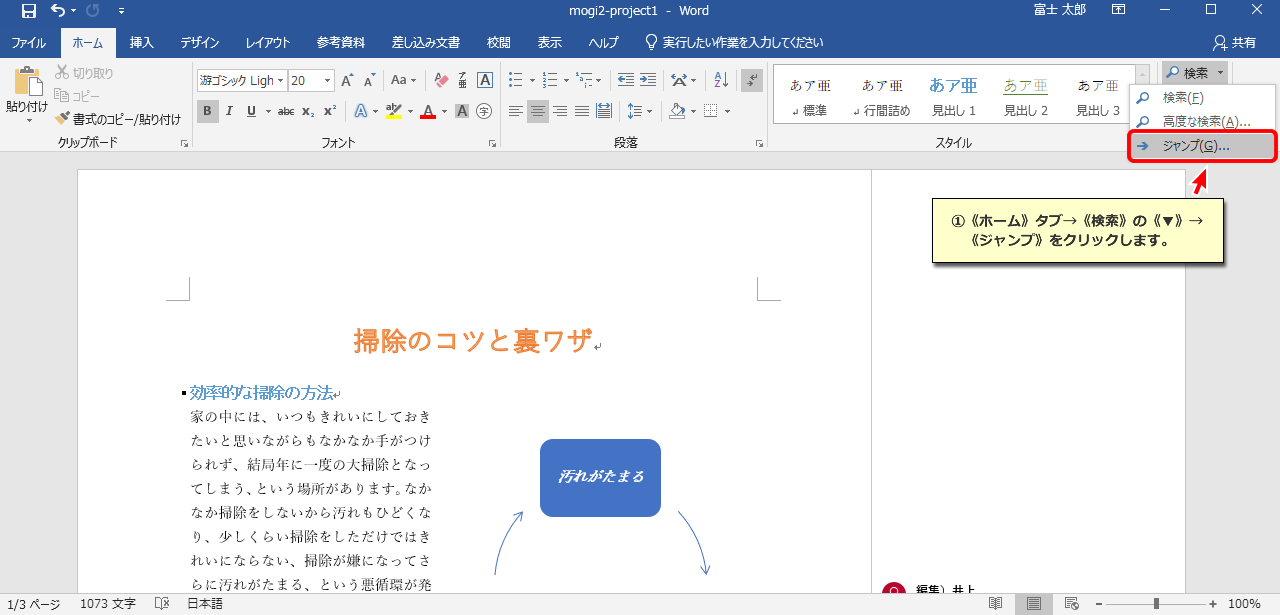 mogi2-project1 - Word
富士 太郎
ファイル ホーム 挿入 デザイン レイアウト 参考資料 差し込み文書 校閲 表示 ヘルプ 実行したい作業を入力してください 共有
貼り付け
切り取り
コピー
書式のコピー/貼り付け
クリップボード
游ゴシック Ligh 20
フォント
段落
あア亜 あア亜 あア亜 あア亜 あア亜
標準 行間詰め 見出し 1 見出し 2 見出し 3
スタイル
検索
検索(F)
高度な検索(A)...
ジャンプ(G)...
①《ホーム》タブ→《検索》の《▼》→
《ジャンプ》をクリックします。
掃除のコツと裏ワザ
効率的な掃除の方法
家の中には、いつもきれいにしておき
たいと思いながらもなかなか手がつけ
られず、結局年に一度の大掃除となっ
てしまう、という場所があります。なか
なか掃除をしないから汚れもひどくな
り、少しくらい掃除をしただけではき
れいにならない、掃除が嫌になってさ
らに汚れがたまる、という悪循環が発
汚れがたまる
編集）井上
1/3 ページ 1073 文字 日本語 100%